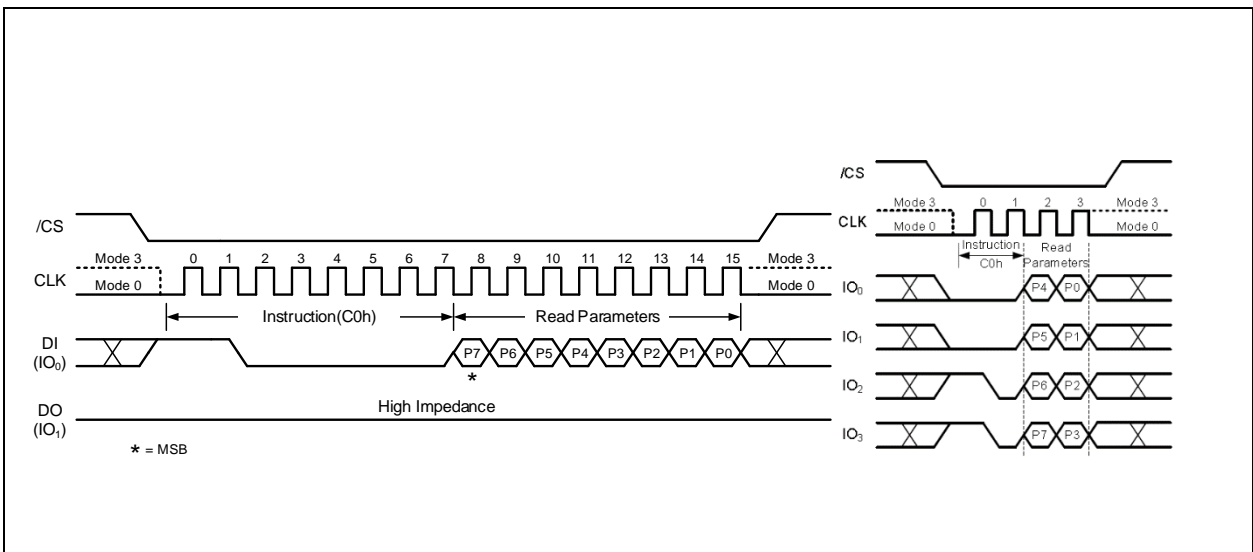 /CS
Mode 3 0 1 2 3 4 5 6 7 8 9 10 11 12 13 14 15 Mode 3
CLK
Mode 0 Mode 0
Instruction(C0h) Read Parameters
DI
(IO₀)
P7 P6 P5 P4 P3 P2 P1 P0
*
High Impedance
DO
(IO₁)
* = MSB
/CS
Mode 3 0 1 2 3 Mode 3
CLK
Mode 0 Mode 0
Instruction Read
C0h Parameters
IO₀ P4 P0
IO₁ P5 P1
IO₂ P6 P2
IO₃ P7 P3